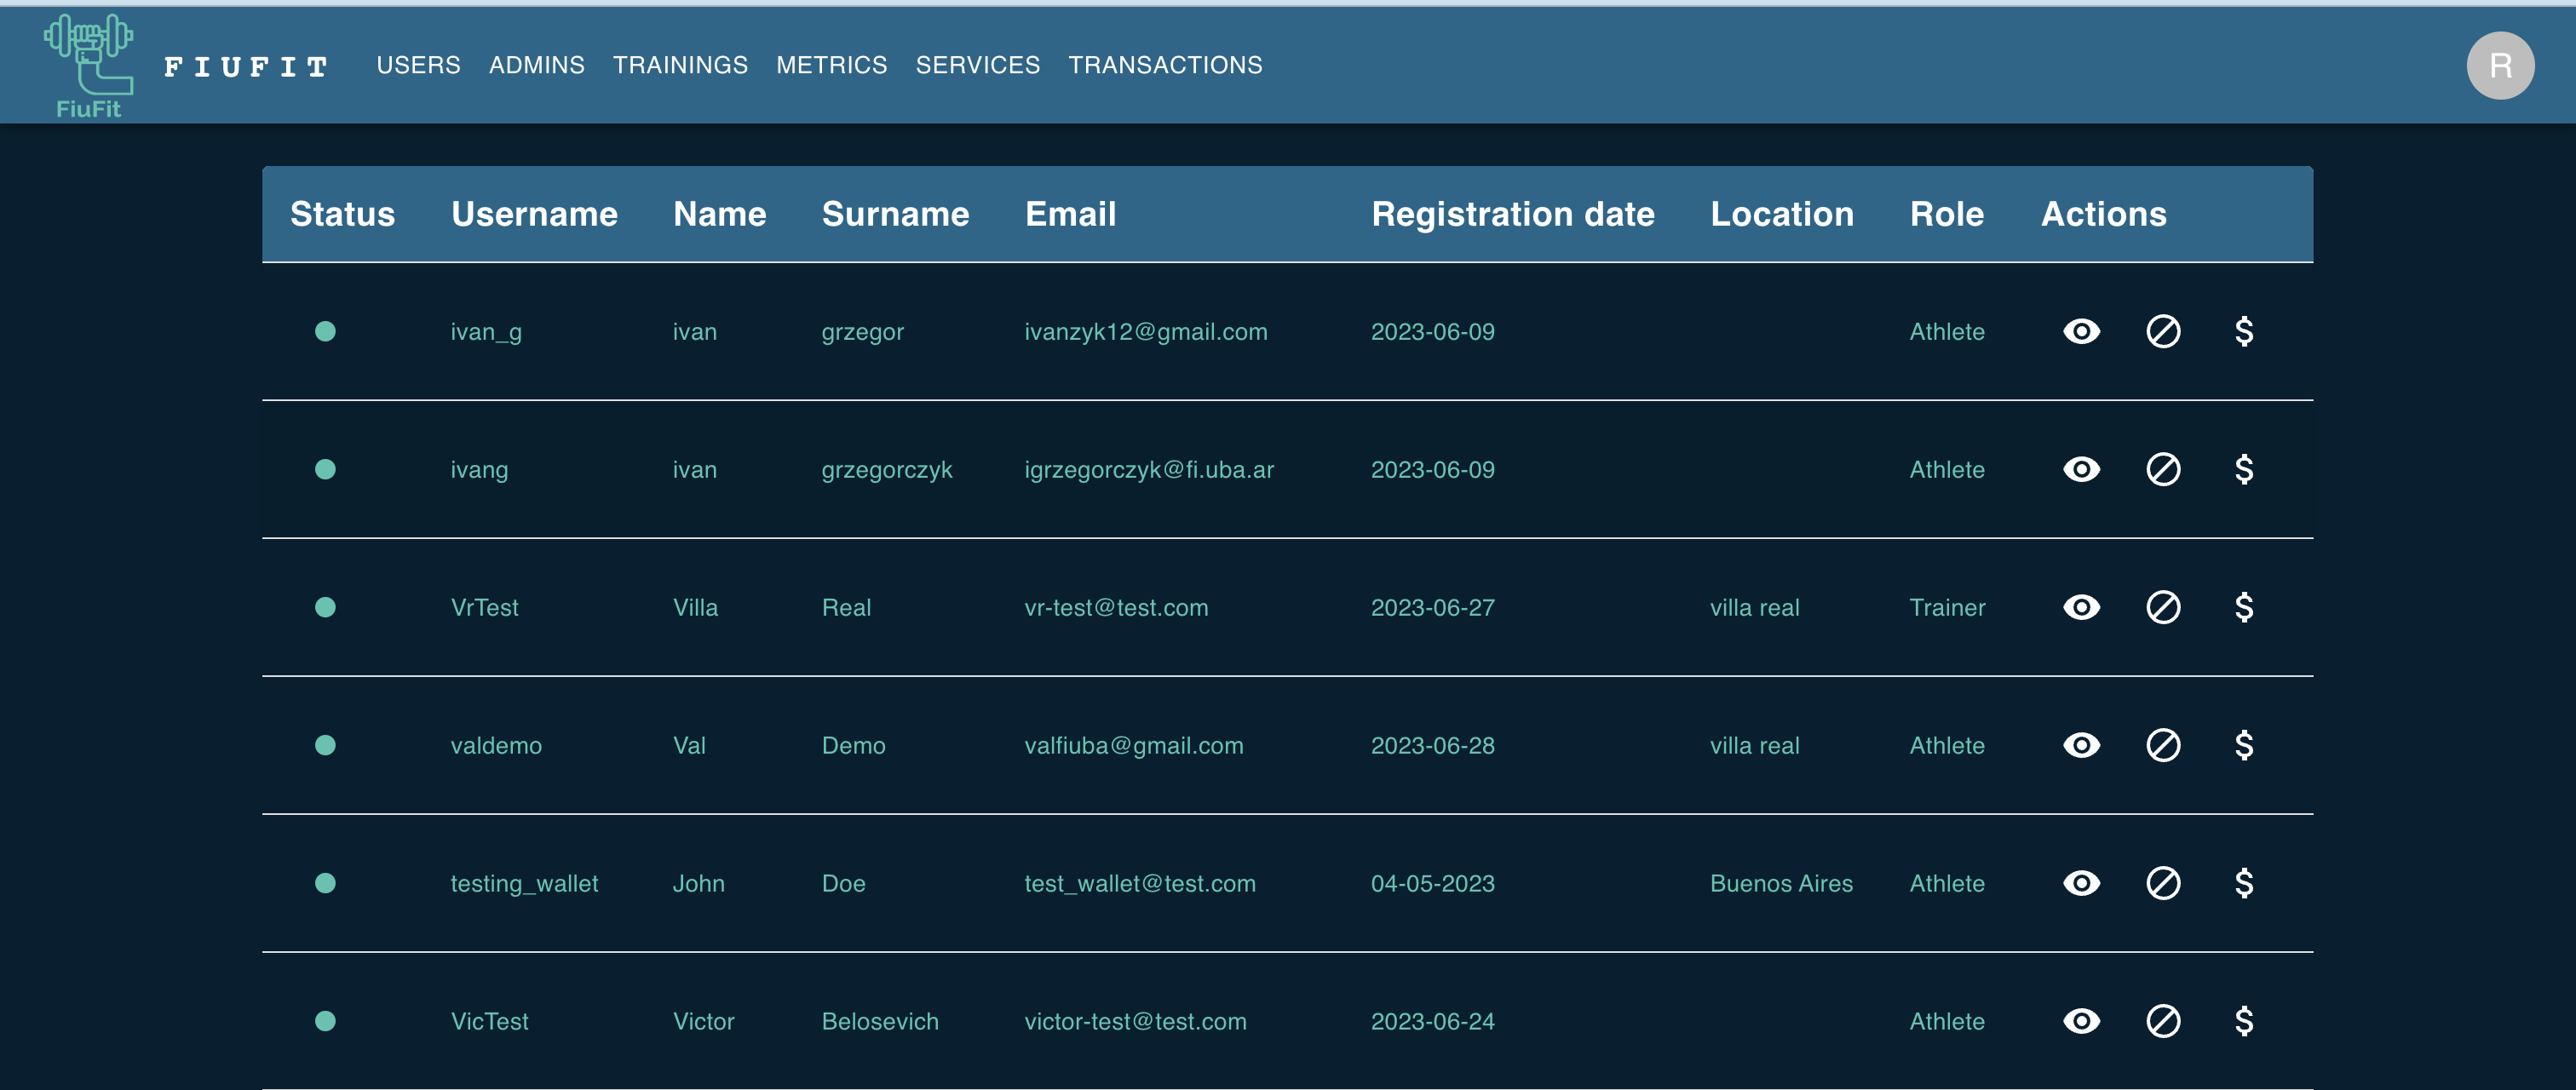 FIUFIT USERS ADMINS TRAININGS METRICS SERVICES TRANSACTIONS R
FiuFit
Status Username Name Surname Email Registration date Location Role Actions
ivan_g ivan grzegor ivanzyk12@gmail.com 2023-06-09 Athlete $
ivang ivan grzegorczyk igrzegorczyk@fi.uba.ar 2023-06-09 Athlete $
VrTest Villa Real vr-test@test.com 2023-06-27 villa real Trainer $
valdemo Val Demo valfiuba@gmail.com 2023-06-28 villa real Athlete $
testing_wallet John Doe test_wallet@test.com 04-05-2023 Buenos Aires Athlete $
VicTest Victor Belosevich victor-test@test.com 2023-06-24 Athlete $